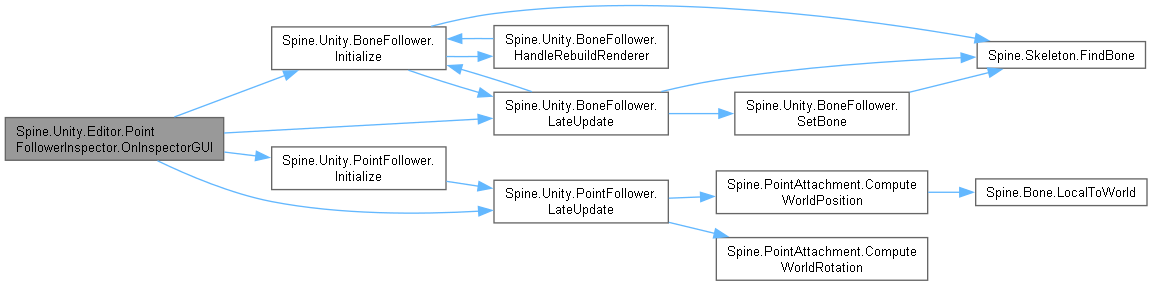 Spine.Unity.BoneFollower.
Initialize
Spine.Unity.BoneFollower.
HandleRebuildRenderer
Spine.Skeleton.FindBone
Spine.Unity.BoneFollower.
LateUpdate
Spine.Unity.BoneFollower.
SetBone
Spine.Unity.Editor.Point
FollowerInspector.OnInspectorGUI
Spine.Unity.PointFollower.
Initialize
Spine.Unity.PointFollower.
LateUpdate
Spine.PointAttachment.Compute
WorldPosition
Spine.Bone.LocalToWorld
Spine.PointAttachment.Compute
WorldRotation